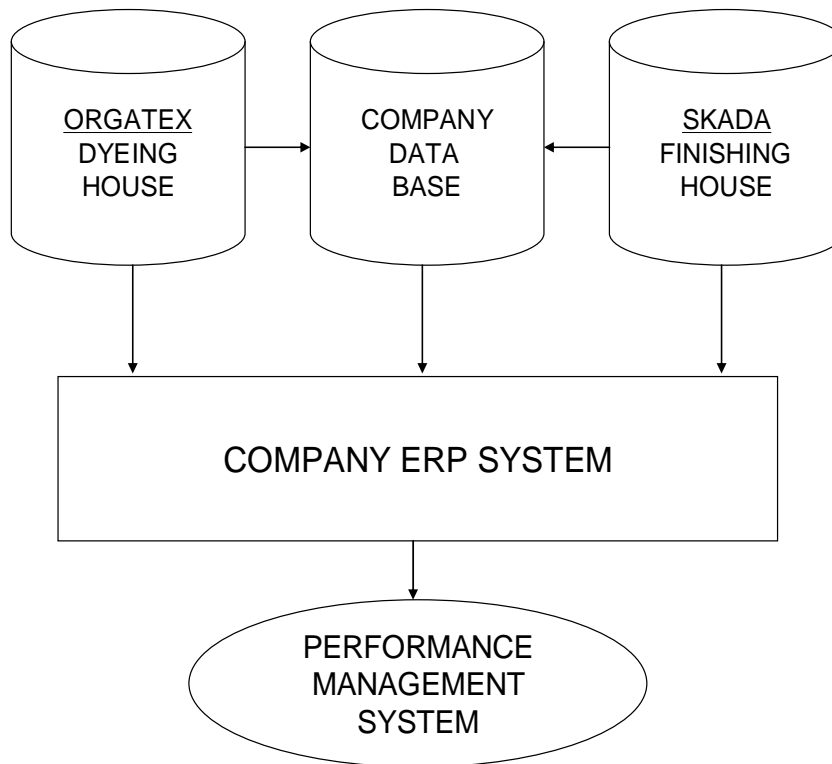 ORGATEX
DYEING
HOUSE
COMPANY
DATA
BASE
SKADA
FINISHING
HOUSE
COMPANY ERP SYSTEM
PERFORMANCE
MANAGEMENT
SYSTEM